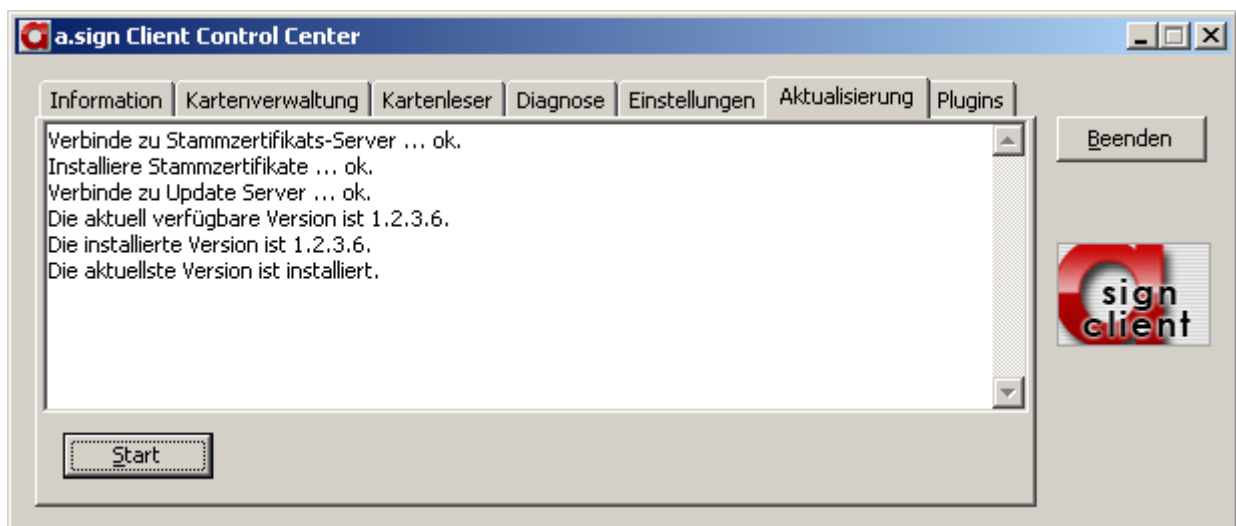 a.sign Client Control Center
Information Kartenverwaltung Kartenleser Diagnose Einstellungen Aktualisierung Plugins
Verbinde zu Stammzertifikats-Server ... ok.
Installiere Stammzertifikate ... ok.
Verbinde zu Update Server ... ok.
Die aktuell verfügbare Version ist 1.2.3.6.
Die installierte Version ist 1.2.3.6.
Die aktuellste Version ist installiert.
Beenden
a sign
client
Start